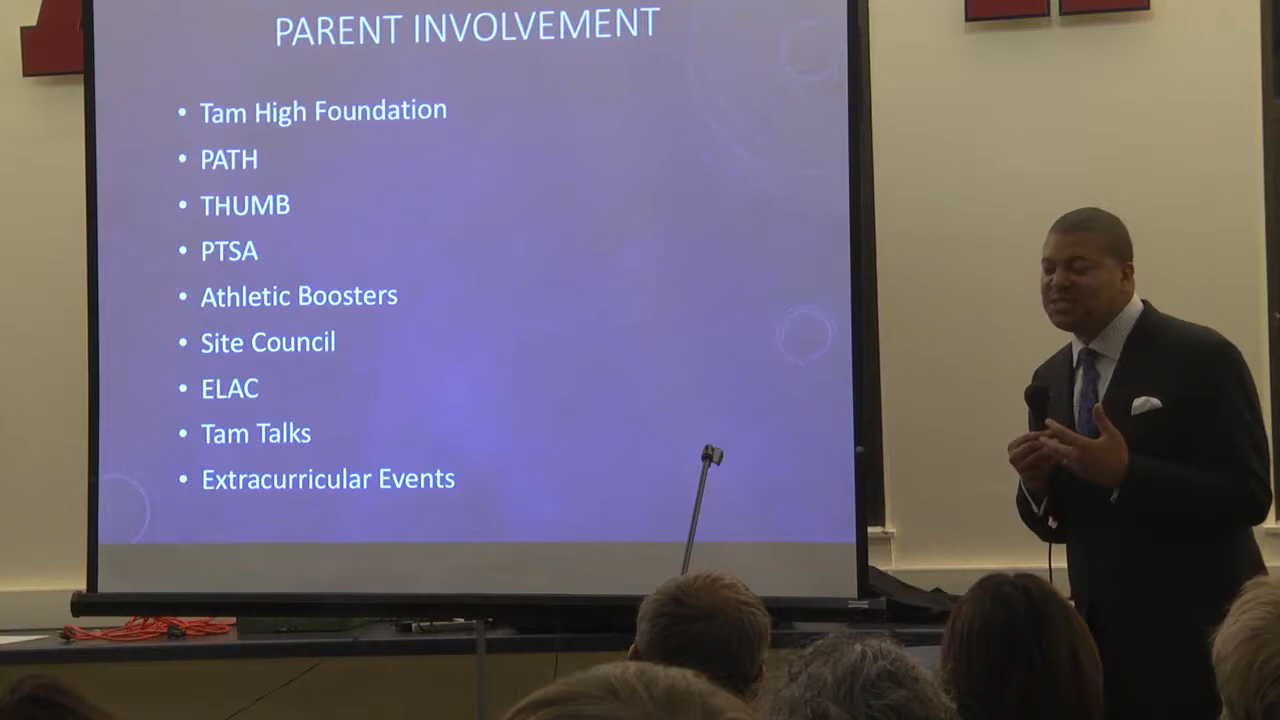 PARENT INVOLVEMENT
• Tam High Foundation
• PATH
• THUMB
• PTSA
• Athletic Boosters
• Site Council
• ELAC
• Tam Talks
• Extracurricular Events